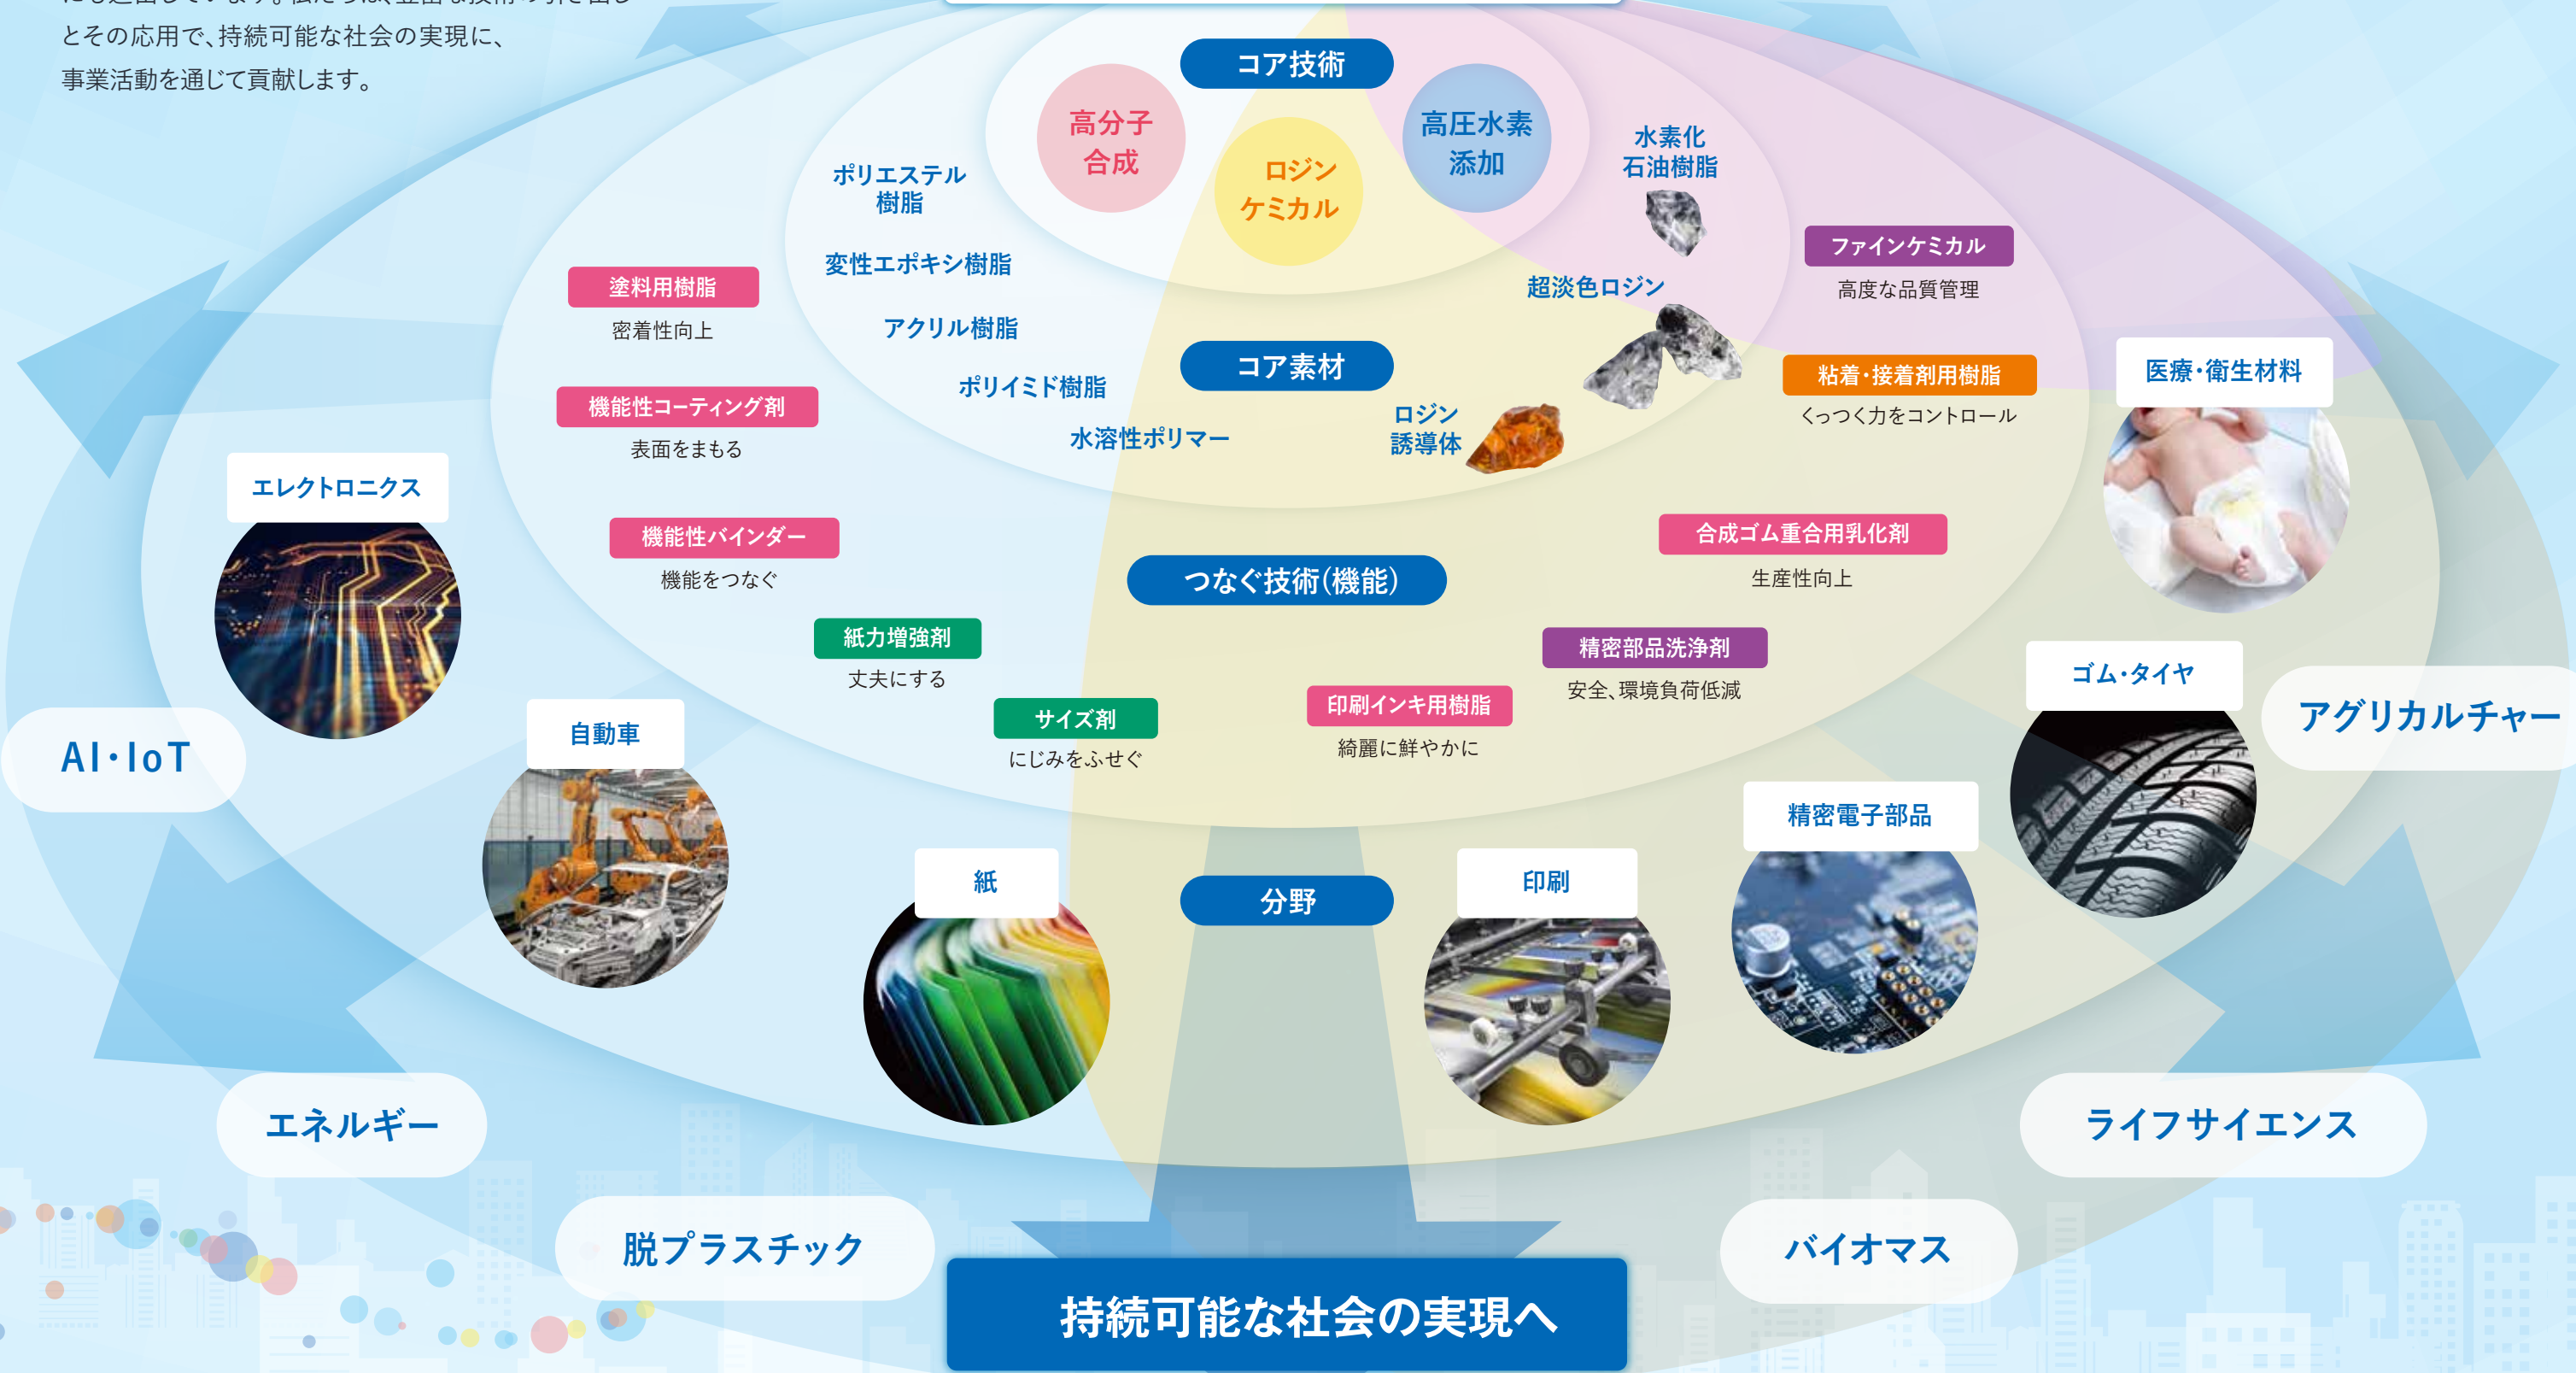 とその応用で、持続可能な社会の実現に、
事業活動を通じて貢献します。
コア技術
高分子
合成
ロジン
ケミカル
高圧水素
添加
ポリエステル
樹脂
変性エポキシ樹脂
アクリル樹脂
ポリイミド樹脂
水溶性ポリマー
コア素材
水素化
石油樹脂
超淡色ロジン
ロジン
誘導体
塗料用樹脂
密着性向上
機能性コーティング剤
表面をまもる
機能性バインダー
機能をつなぐ
紙力増強剤
丈夫にする
サイズ剤
にじみをふせぐ
つなぐ技術(機能)
ファインケミカル
高度な品質管理
粘着・接着剤用樹脂
くっつく力をコントロール
合成ゴム重合用乳化剤
生産性向上
精密部品洗浄剤
安全、環境負荷低減
印刷インキ用樹脂
綺麗に鮮やかに
エレクトロニクス
自動車
紙
分野
印刷
精密電子部品
ゴム・タイヤ
医療・衛生材料
AI・IoT
エネルギー
脱プラスチック
アグリカルチャー
ライフサイエンス
バイオマス
持続可能な社会の実現へ